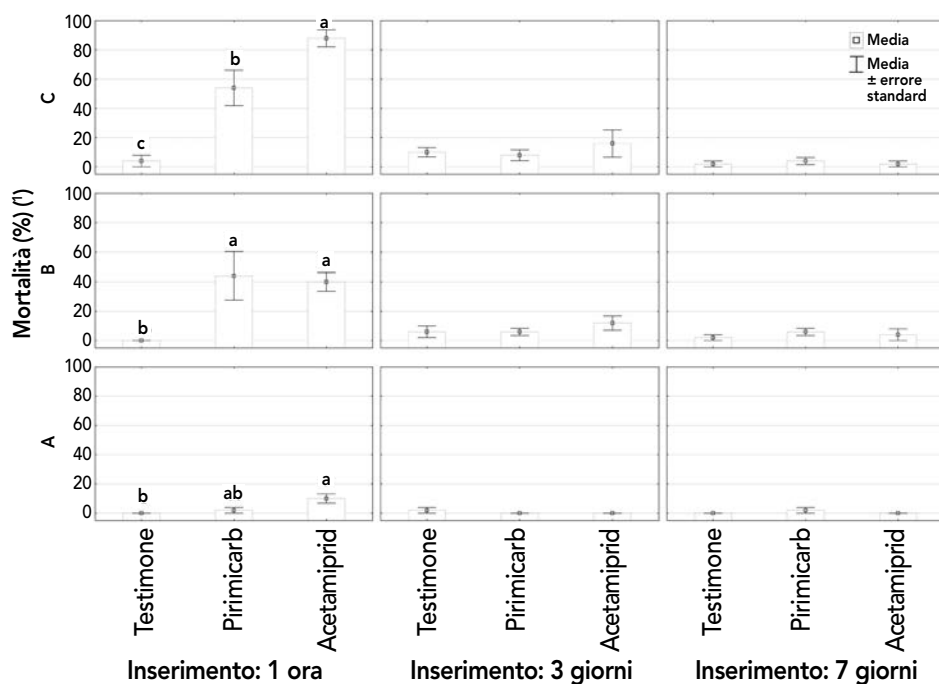 Mortalità (%) (¹)
C
100
80
60
40
20
0
c
b
a
Media
Media
± errore
standard
B
100
80
60
40
20
0
b
a
a
A
100
80
60
40
20
0
b
ab
a
Testimone
Pirimicarb
Acetamiprid
Testimone
Pirimicarb
Acetamiprid
Testimone
Pirimicarb
Acetamiprid
Inserimento: 1 ora
Inserimento: 3 giorni
Inserimento: 7 giorni